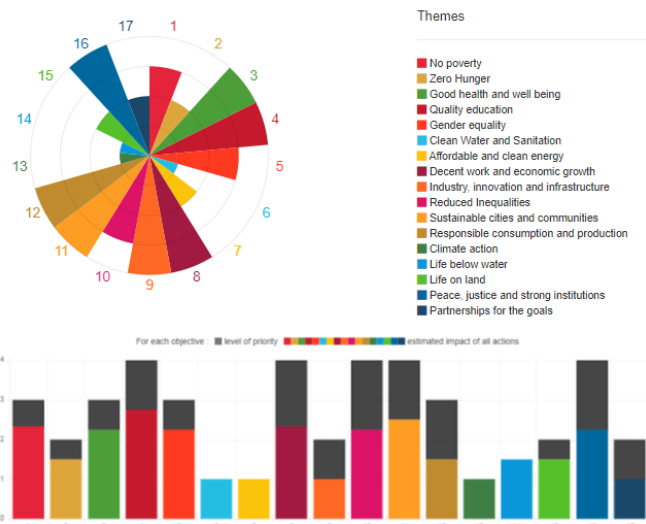 Themes
17
1
16
2
15
3
14
4
13
5
12
6
11
7
10
9
8
No poverty
Zero Hunger
Good health and well being
Quality education
Gender equality
Clean Water and Sanitation
Affordable and clean energy
Decent work and economic growth
Industry, innovation and infrastructure
Reduced Inequalities
Sustainable cities and communities
Responsible consumption and production
Climate action
Life below water
Life on land
Peace, justice and strong institutions
Partnerships for the goals
For each objective : level of priority estimated impact of all actions
4
3
2
1
0